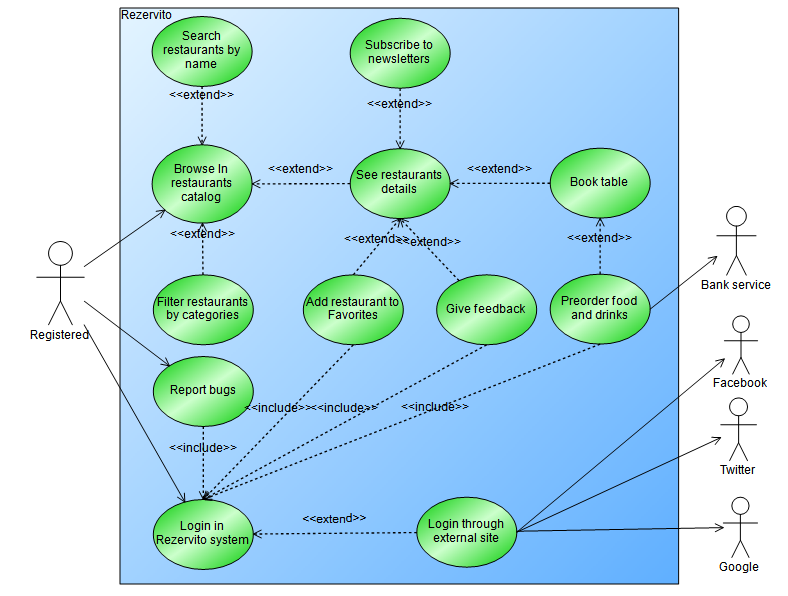 Rezervito
Search
restaurants by
name
Subscribe to
newsletters
<<extend>>
<<extend>>
Browse In
restaurants
catalog
<<extend>>
See restaurants
details
<<extend>>
Book table
<<extend>>
<<extend>>
<<extend>>
<<extend>>
Bank service
Filter restaurants
by categories
Add restaurant to
Favorites
Give feedback
Preorder food
and drinks
Registered
Facebook
Report bugs
<<include>>
<<include>>
<<include>>
<<include>>
Twitter
Login in
Rezervito system
<<extend>>
Login through
external site
Google